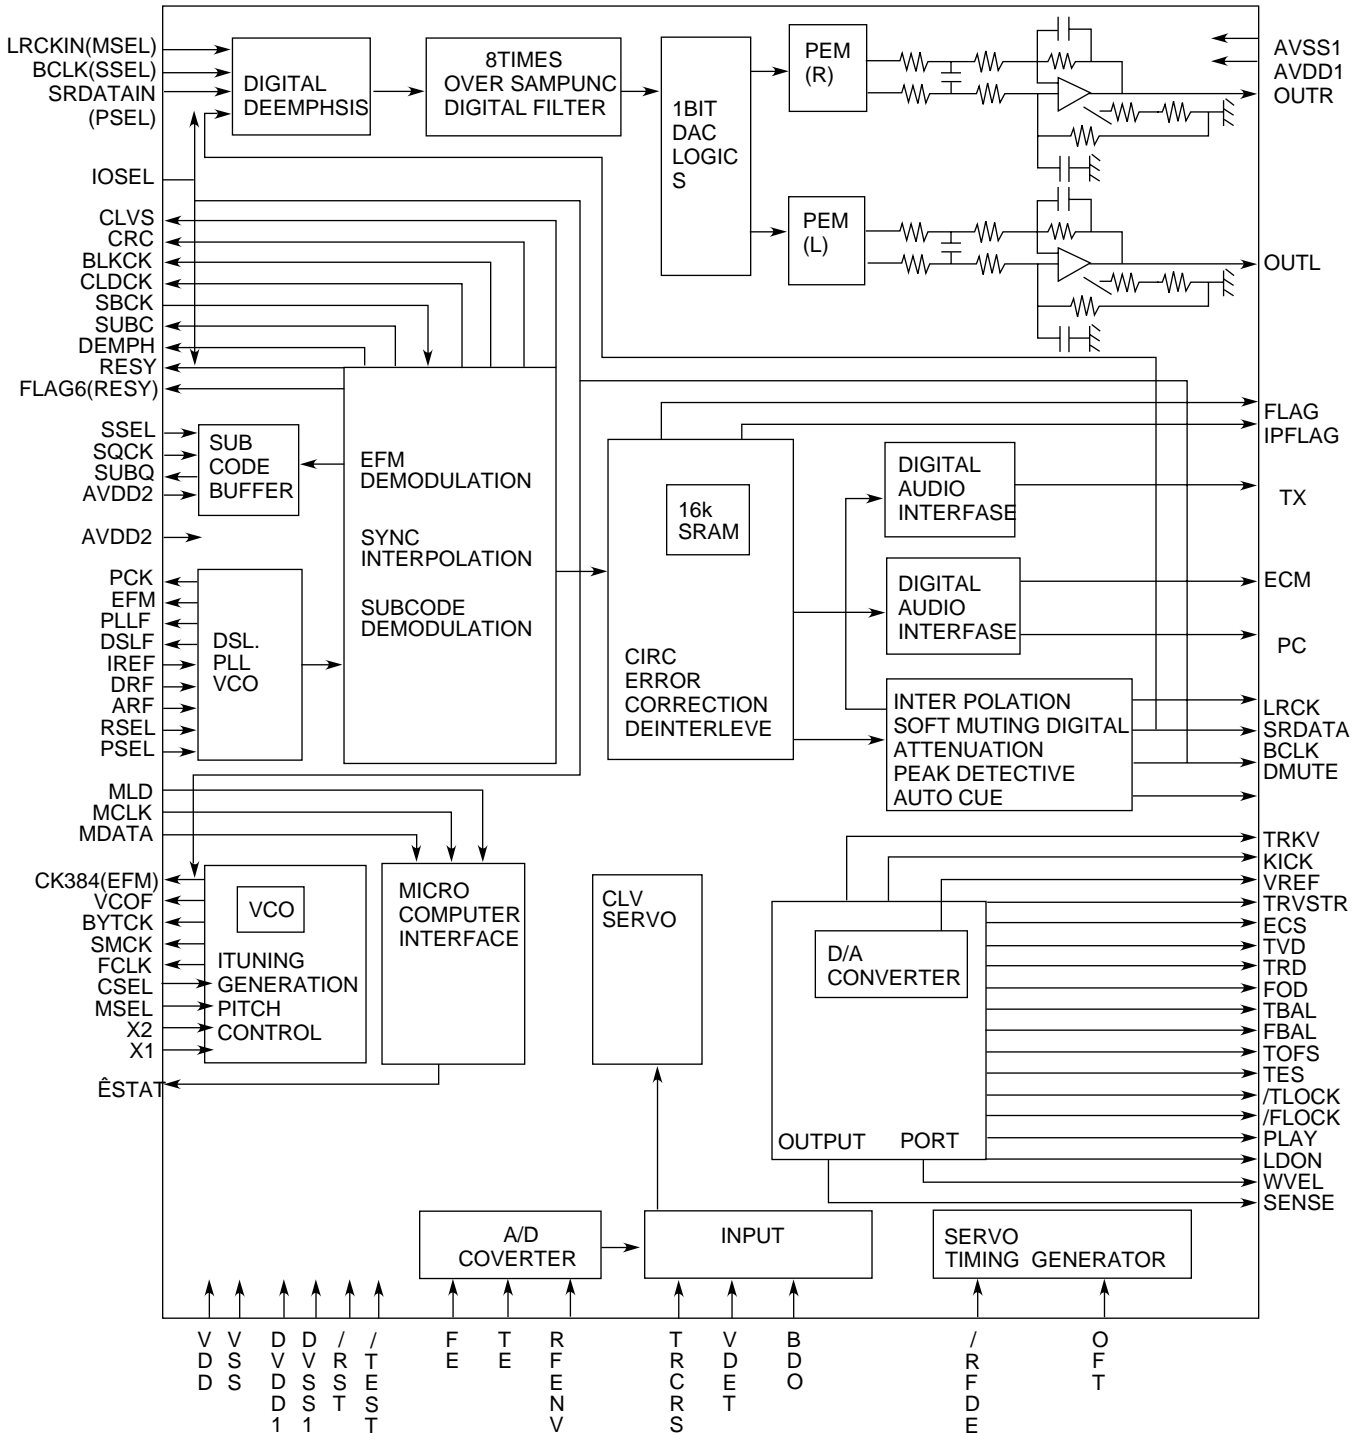 LRCKIN(MSEL)
BCLK(SSEL)
SRDATAIN
(PSEL)
IOSEL
CLVS
CRC
BLKCK
CLDCK
SBCK
SUBC
DEMPH
RESY
FLAG6(RESY)
SSEL
SQCK
SUBQ
AVDD2
AVDD2
PCK
EFM
PLLF
DSLF
IREF
DRF
ARF
RSEL
PSEL
MLD
MCLK
MDATA
CK384(EFM)
VCOF
BYTCK
SMCK
FCLK
CSEL
MSEL
X2
X1
ÊSTAT
DIGITAL
DEEMPHSIS
8TIMES
OVER SAMPUNC
DIGITAL FILTER
1BIT
DAC
LOGIC
S
PEM
(R)
PEM
(L)
AVSS1
AVDD1
OUTR
OUTL
SUB
CODE
BUFFER
EFM
DEMODULATION
SYNC
INTERPOLATION
SUBCODE
DEMODULATION
DSL.
PLL
VCO
16k
SRAM
CIRC
ERROR
CORRECTION
DEINTERLEVE
DIGITAL
AUDIO
INTERFASE
DIGITAL
AUDIO
INTERFASE
INTER POLATION
SOFT MUTING DIGITAL
ATTENUATION
PEAK DETECTIVE
AUTO CUE
FLAG
IPFLAG
TX
ECM
PC
LRCK
SRDATA
BCLK
DMUTE
VCO
ITUNING
GENERATION
PITCH
CONTROL
MICRO
COMPUTER
INTERFACE
CLV
SERVO
D/A
CONVERTER
OUTPUT PORT
TRKV
KICK
VREF
TRVSTR
ECS
TVD
TRD
FOD
TBAL
FBAL
TOFS
TES
/TLOCK
/FLOCK
PLAY
LDON
WVEL
SENSE
A/D
COVERTER
INPUT
SERVO
TIMING GENERATOR
VDD
VSS
DVDD1
DVSS1
/RST
/TEST
FE
TE
RFENV
TRCRS
VDET
BDO
/RFDE
OFT